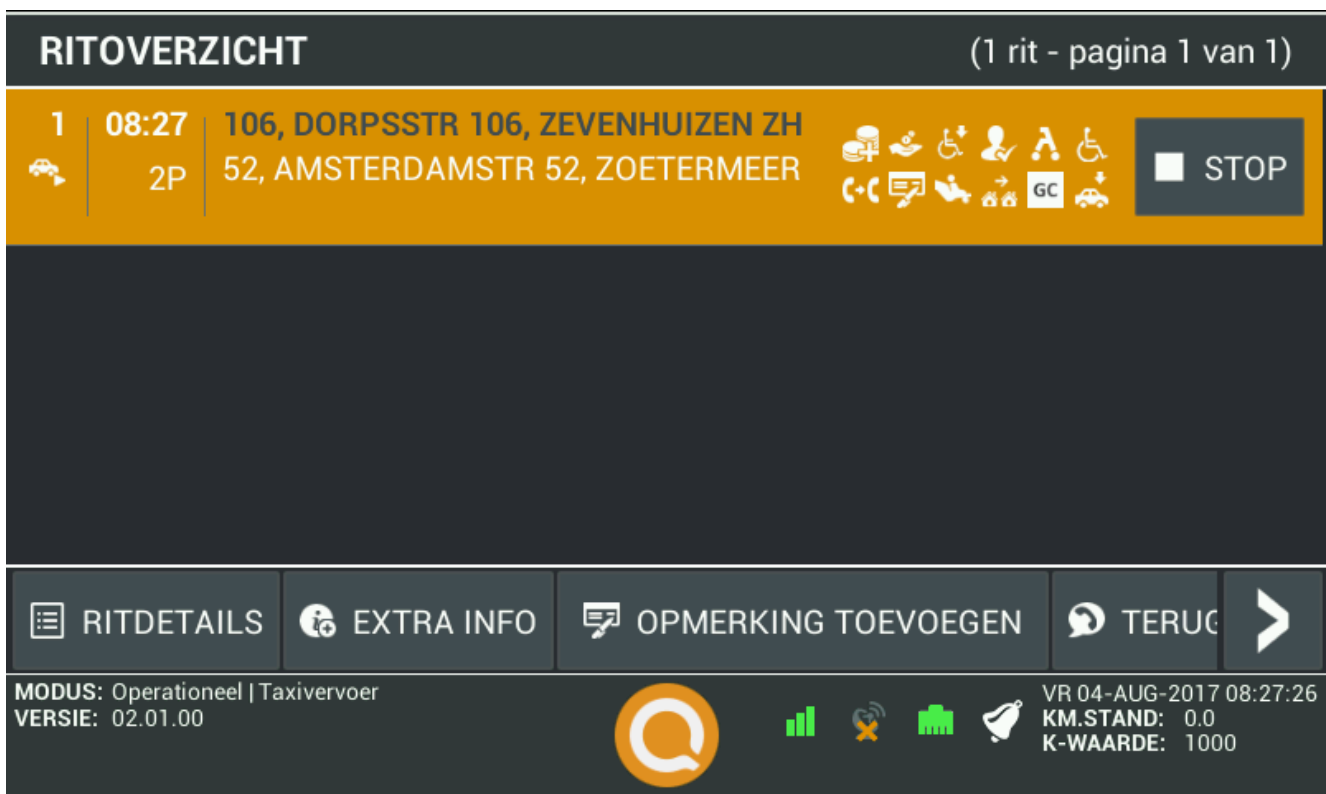 RITOVERZICHT (1 rit - pagina 1 van 1)
1 08:27 106, DORPSSTR 106, ZEVENHUIZEN ZH
2P 52, AMSTERDAMSTR 52, ZOETERMEER
GC
STOP
RITDETAILS EXTRA INFO OPMERKING TOEVOEGEN TERUG
MODUS: Operationeel | Taxivervoer
VERSIE: 02.01.00
VR 04-AUG-2017 08:27:26
KM.STAND: 0.0
K-WAARDE: 1000